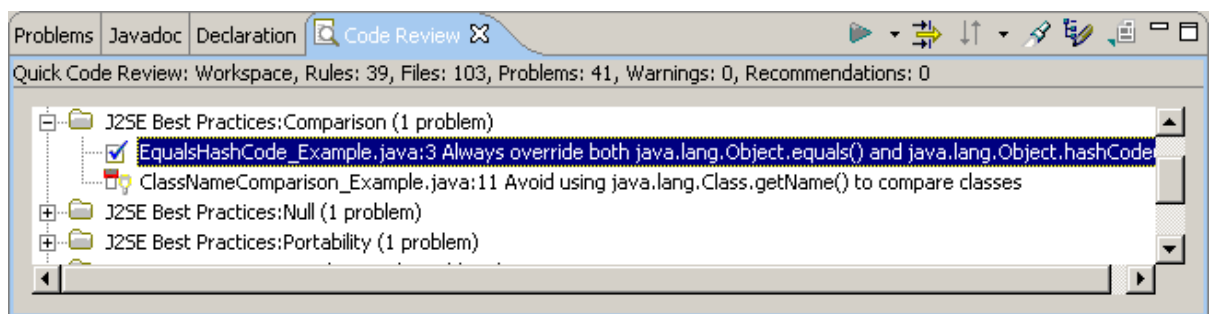 Problems Javadoc Declaration Code Review
Quick Code Review: Workspace, Rules: 39, Files: 103, Problems: 41, Warnings: 0, Recommendations: 0
J2SE Best Practices:Comparison (1 problem)
EqualsHashCode_Example.java:3 Always override both java.lang.Object.equals() and java.lang.Object.hashCode
ClassNameComparison_Example.java:11 Avoid using java.lang.Class.getName() to compare classes
J2SE Best Practices:Null (1 problem)
J2SE Best Practices:Portability (1 problem)